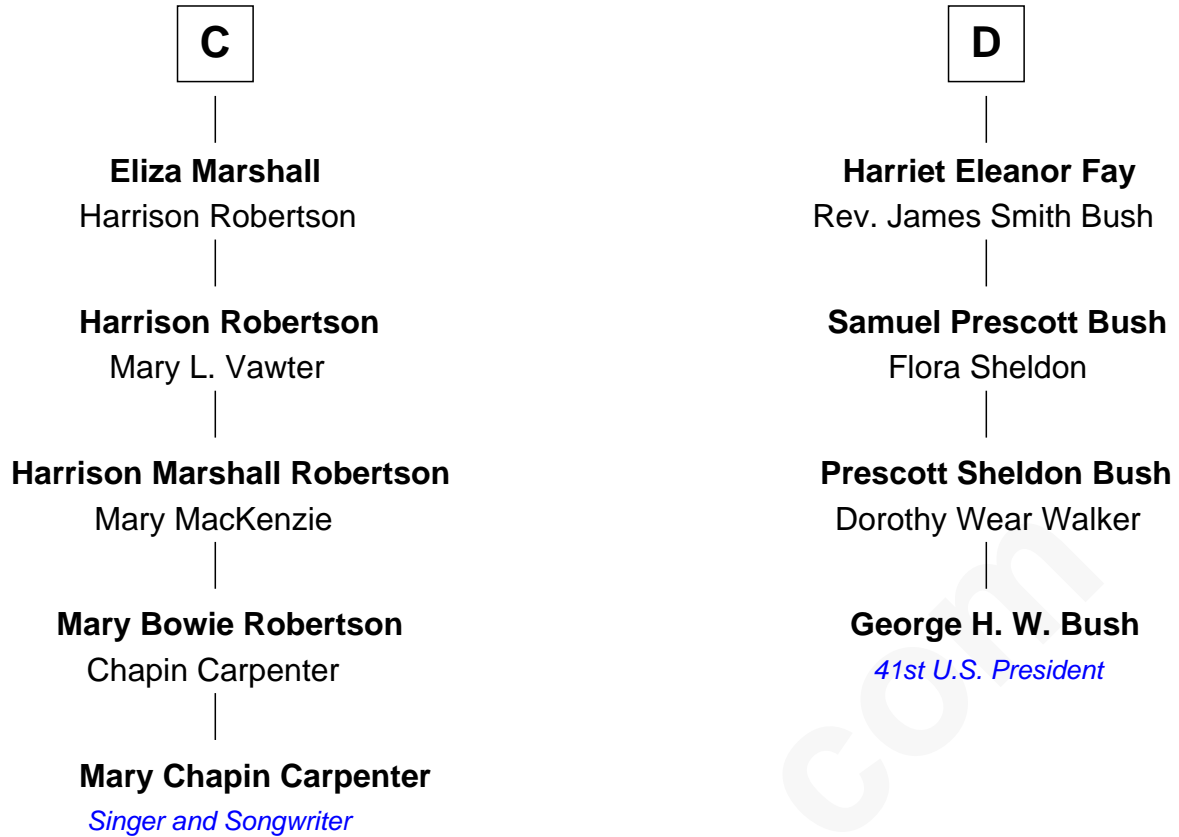 C
Eliza Marshall
Harrison Robertson
Harrison Robertson
Mary L. Vawter
Harrison Marshall Robertson
Mary MacKenzie
Mary Bowie Robertson
Chapin Carpenter
Mary Chapin Carpenter
Singer and Songwriter
D
Harriet Eleanor Fay
Rev. James Smith Bush
Samuel Prescott Bush
Flora Sheldon
Prescott Sheldon Bush
Dorothy Wear Walker
George H. W. Bush
41st U.S. President
com